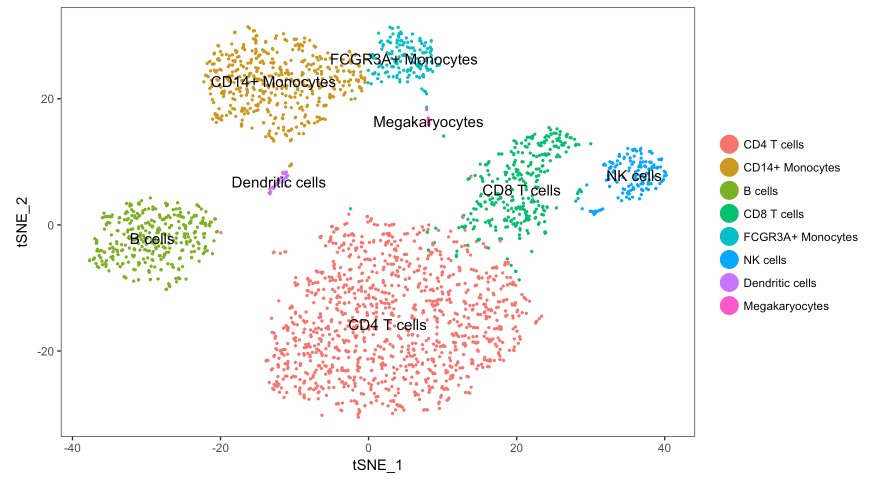 FCGR3A+ Monocytes
CD14+ Monocytes
Megakaryocytes
Dendritic cells
CD8 T cells
NK cells
B cells
CD4 T cells
20
0
-20
tSNE_2
-40
-20
0
20
40
tSNE_1
CD4 T cells
CD14+ Monocytes
B cells
CD8 T cells
FCGR3A+ Monocytes
NK cells
Dendritic cells
Megakaryocytes